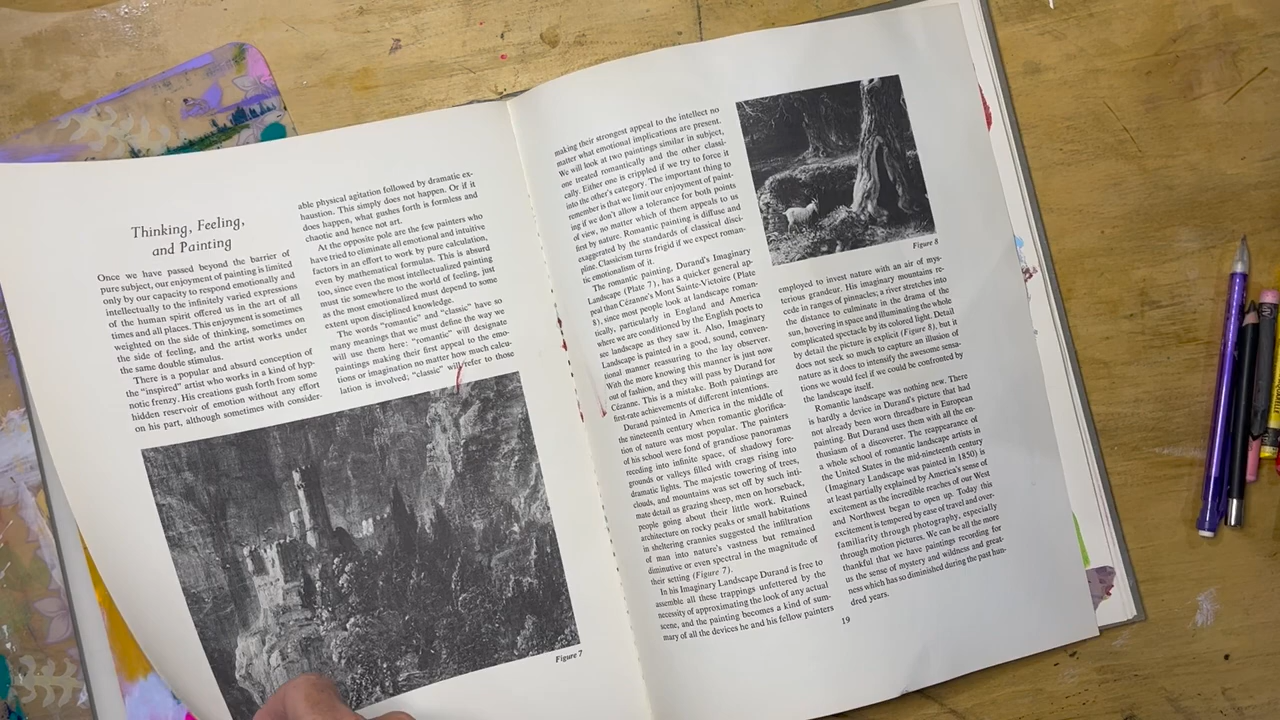 Thinking, Feeling,
and Painting
Once we have passed beyond the barrier of
pure subject, our enjoyment of painting is limited
only by our capacity to respond emotionally and
intellectually to the infinitely varied expressions
of the human spirit offered us in the art of all
times and all places. This enjoyment is sometimes
weighted on the side of thinking, sometimes on
the side of feeling, and the artist works under
the same double stimulus.
There is a popular and absurd conception of
the "inspired" artist who works in a kind of hyp-
notic frenzy. His creations gush forth from some
hidden reservoir of emotion without any effort
on his part, although sometimes with consider-
able physical agitation followed by dramatic ex-
haustion. This simply does not happen. Or if it
does happen, what gushes forth is formless and
chaotic and hence not art.
At the opposite pole are the few painters who
have tried to eliminate all emotional and intuitive
factors in an effort to work by pure calculation,
even by mathematical formulas. This is absurd
too, since even the most intellectualized painting
must tie somewhere to the world of feeling, just
as the most emotionalized must depend to some
extent upon disciplined knowledge.
The words "romantic" and "classic" have so
many meanings that we must define the way we
will use them here: "romantic" will designate
paintings making their first appeal to the emo-
tions or imagination no matter how much calcu-
lation is involved; "classic" will refer to those
Figure 7
making their strongest appeal to the intellect no
matter what emotional implications are present.
We will look at two paintings similar in subject,
one treated romantically and the other classi-
cally. Either one is crippled if we try to force it
into the other's category. The important thing to
remember is that we limit our enjoyment of paint-
ing if we don't allow a tolerance for both points
of view, no matter which of them appeals to us
first by nature. Romantic painting is diffuse and
exaggerated by the standards of classical disci-
pline. Classicism turns frigid if we expect roman-
tic emotionalism of it.
The romantic painting, Durand's Imaginary
Landscape (Plate 7), has a quicker general ap-
peal than Cézanne's Mont Sainte-Victoire (Plate
8), since most people look at landscape roman-
tically, particularly in England and America
where we are conditioned by the English poets to
see landscape as they saw it. Also, Imaginary
Landscape is painted in a good, sound, conven-
tional manner reassuring to the lay observer.
With the more knowing this manner is just now
out of fashion, and they will pass by Durand for
Cézanne. This is a mistake. Both paintings are
first-rate achievements of different intentions.
Durand painted in America in the middle of
the nineteenth century when romantic glorifica-
tion of nature was most popular. The painters
of his school were fond of grandiose panoramas
receding into infinite space, of shadowy fore-
grounds or valleys filled with crags rising into
dramatic lights. The majestic towering of trees,
clouds, and mountains was set off by such inti-
mate detail as grazing sheep, men on horseback,
people going about their little work. Ruined
architecture on rocky peaks or small habitations
in sheltering crannies suggested the infiltration
of man into nature's vastness but remained
diminutive or even spectral in the magnitude of
their setting (Figure 7).
In his Imaginary Landscape Durand is free to
assemble all these trappings unfettered by the
necessity of approximating the look of any actual
scene, and the painting becomes a kind of sum-
mary of all the devices he and his fellow painters
Figure 8
employed to invest nature with an air of mys-
terious grandeur. His imaginary mountains re-
cede in ranges of pinnacles; a river stretches into
the distance to culminate in the drama of the
sun, hovering in space and illuminating the whole
complicated spectacle by its colored light. Detail
by detail the picture is explicit (Figure 8), but it
does not seek so much to capture an illusion of
nature as it does to intensify the awesome sensa-
tions we would feel if we could be confronted by
the landscape itself.
Romantic landscape was nothing new. There
is hardly a device in Durand's picture that had
not already been worn threadbare in European
painting. But Durand uses them with all the en-
thusiasm of a discoverer. The reappearance of
a whole school of romantic landscape artists in
the United States in the mid-nineteenth century
(Imaginary Landscape was painted in 1850) is
at least partially explained by America's sense of
excitement as the incredible reaches of our West
and Northwest began to open up. Today this
excitement is tempered by ease of travel and over-
familiarity through photography, especially
through motion pictures. We can be all the more
thankful that we have paintings recording for
us the sense of mystery and wildness and great-
ness which has so diminished during the past hun-
dred years.
19